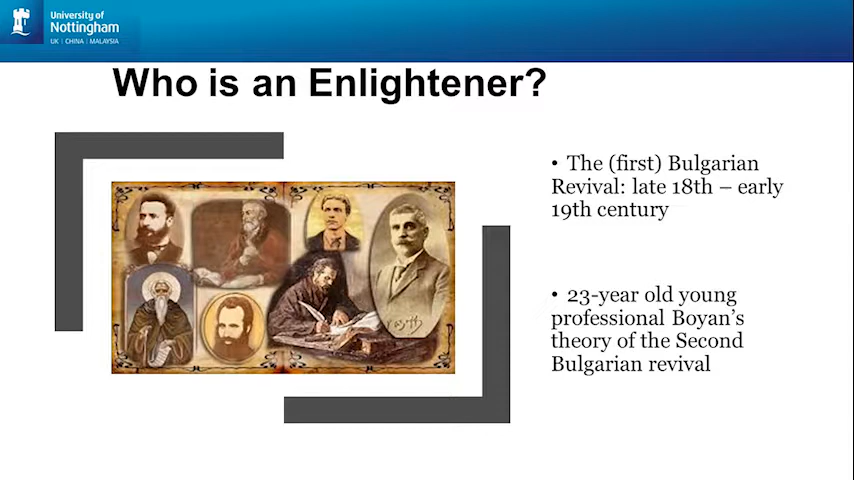 University of
Nottingham
UK | CHINA | MALAYSIA
Who is an Enlightener?
• The (first) Bulgarian
Revival: late 18th – early
19th century
• 23-year old young
professional Boyan’s
theory of the Second
Bulgarian revival